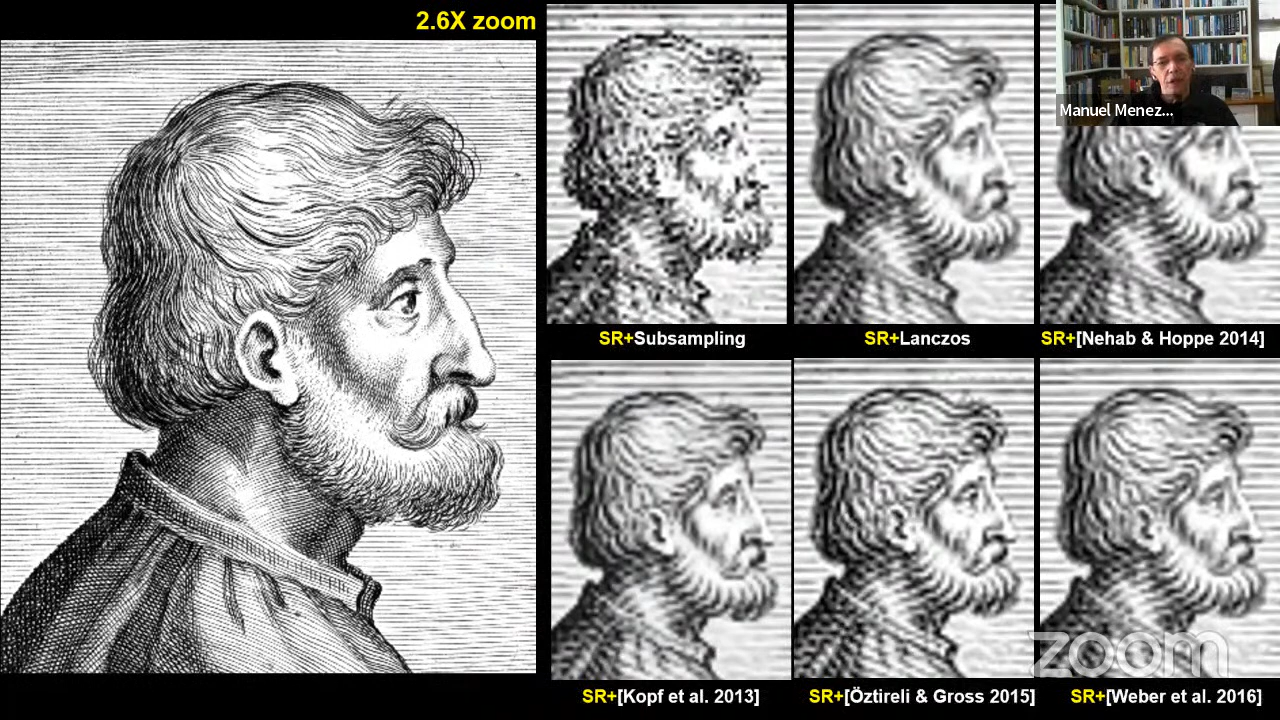 2.6X zoom
Manuel Menez...
SR+Subsampling
SR+Lanczos
SR+[Nehab & Hoppe 2014]
zoom
SR+[Kopf et al. 2013]
SR+[Öztireli & Gross 2015]
SR+[Weber et al. 2016]